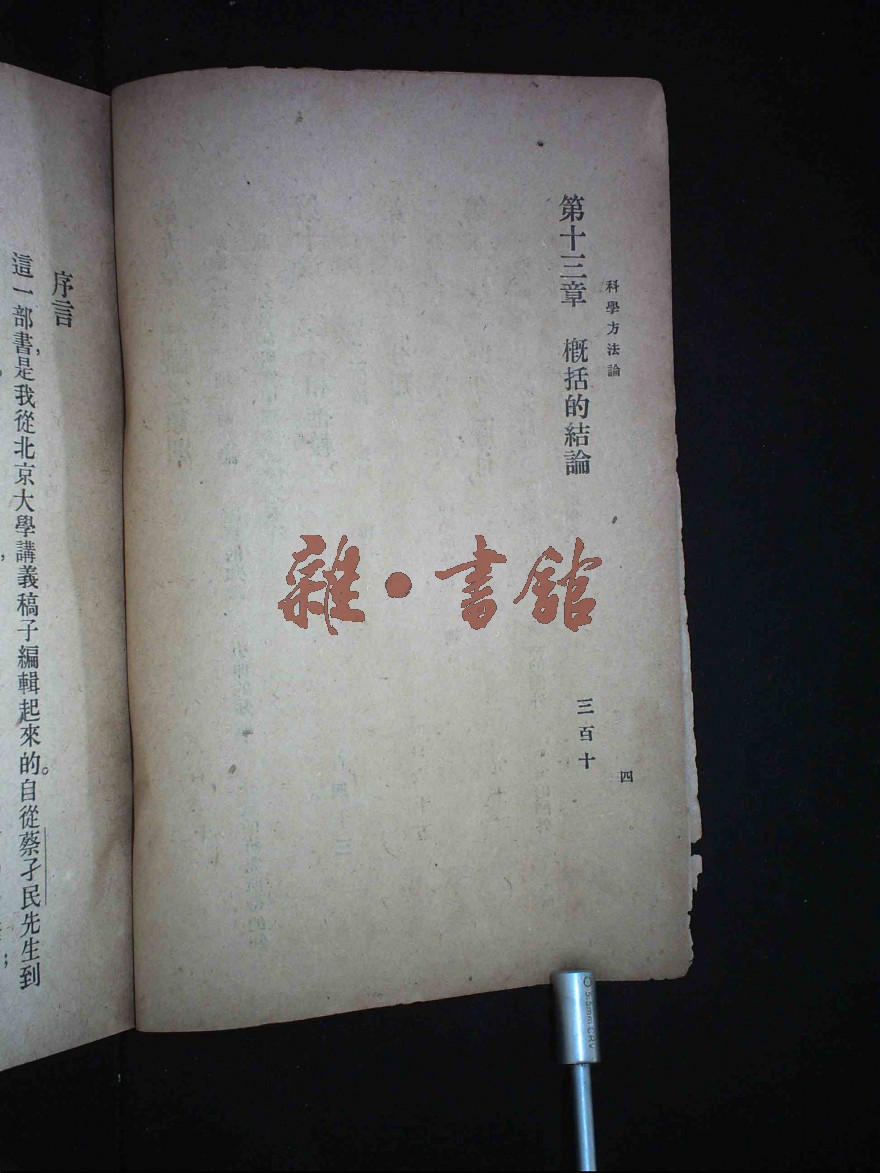 科學方法論
四
第十三章 概括的結論 三百十
雜·書館
序言
這一部書，是我從北京大學講義稿子編輯起來的。自從蔡孑民先生到